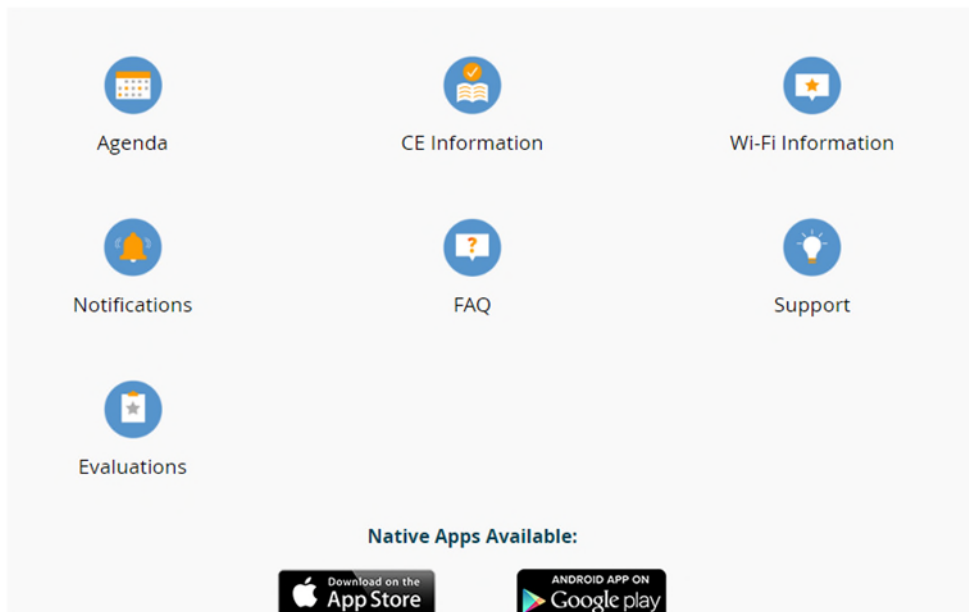 Agenda
CE Information
Wi-Fi Information
Notifications
?
FAQ
Support
Evaluations
Native Apps Available:
Download on the
App Store
ANDROID APP ON
Google play